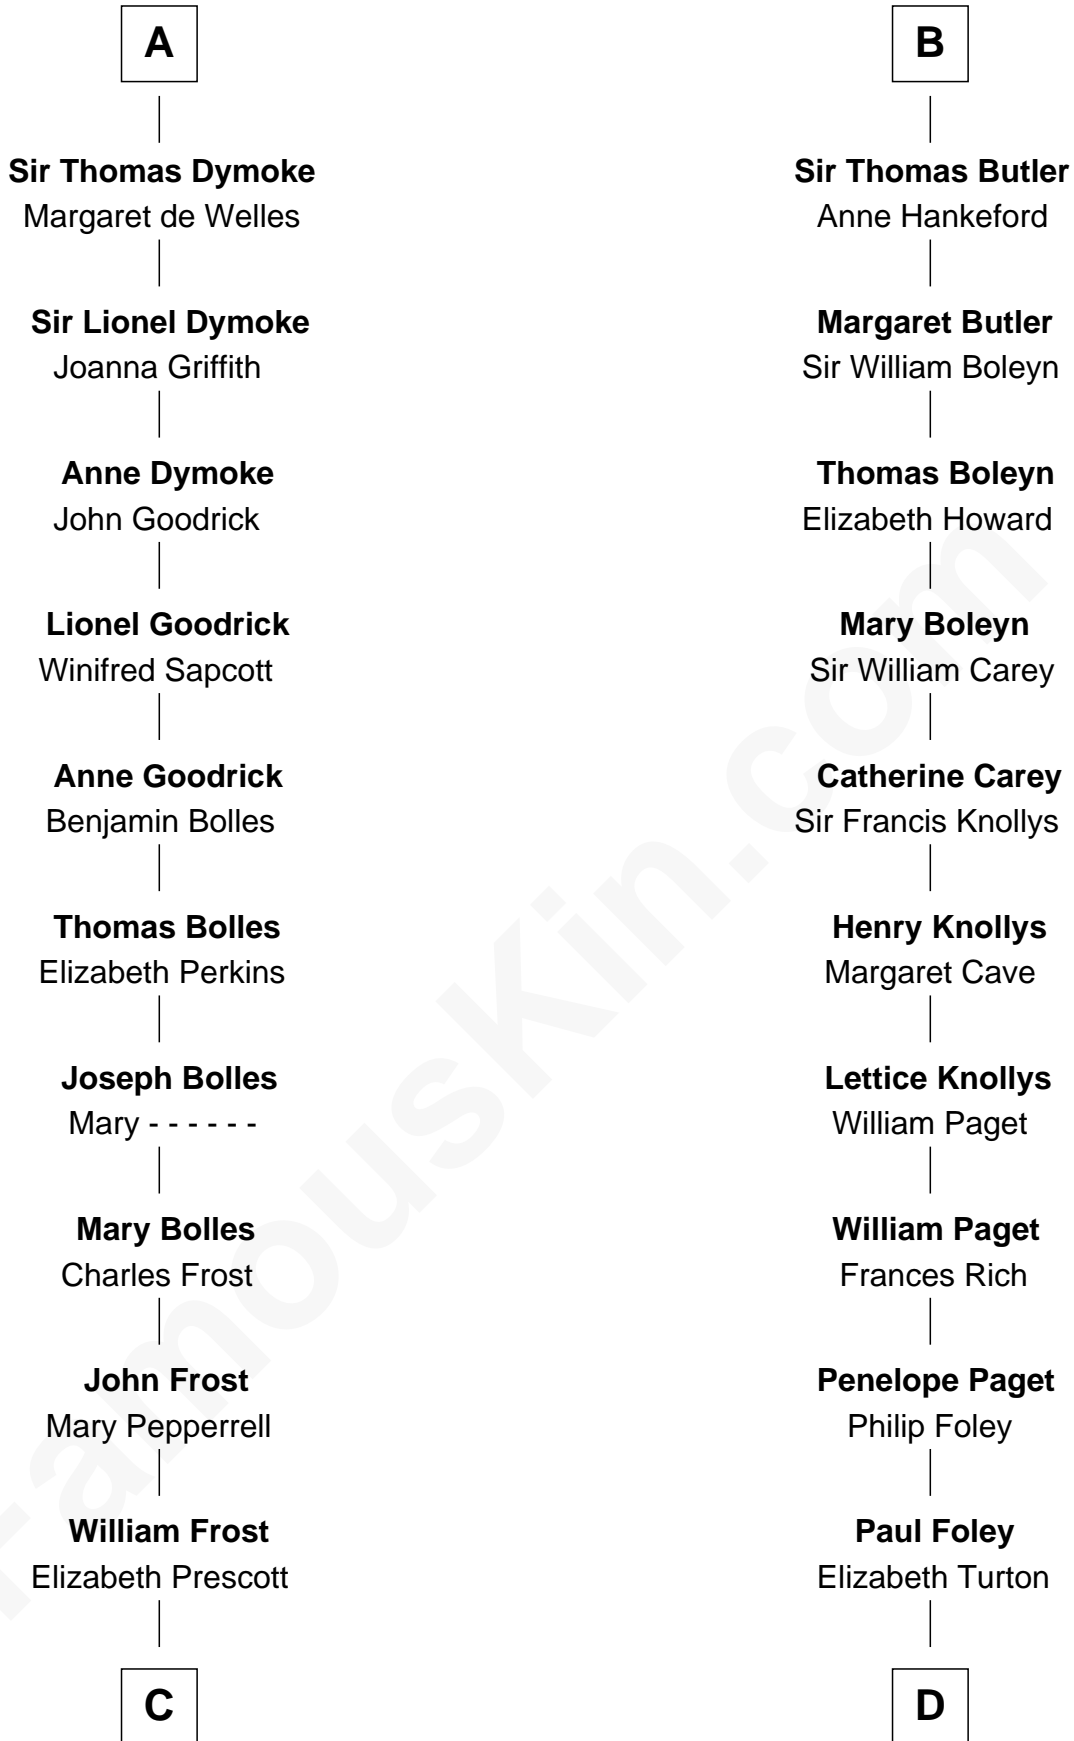 A
Sir Thomas Dymoke
Margaret de Welles
Sir Lionel Dymoke
Joanna Griffith
Anne Dymoke
John Goodrick
Lionel Goodrick
Winifred Sapcott
Anne Goodrick
Benjamin Bolles
Thomas Bolles
Elizabeth Perkins
Joseph Bolles
Mary - - - - - -
Mary Bolles
Charles Frost
John Frost
Mary Pepperrell
William Frost
Elizabeth Prescott
C
B
Sir Thomas Butler
Anne Hankeford
Margaret Butler
Sir William Boleyn
Thomas Boleyn
Elizabeth Howard
Mary Boleyn
Sir William Carey
Catherine Carey
Sir Francis Knollys
Henry Knollys
Margaret Cave
Lettice Knollys
William Paget
William Paget
Frances Rich
Penelope Paget
Philip Foley
Paul Foley
Elizabeth Turton
D
FamousKin.com